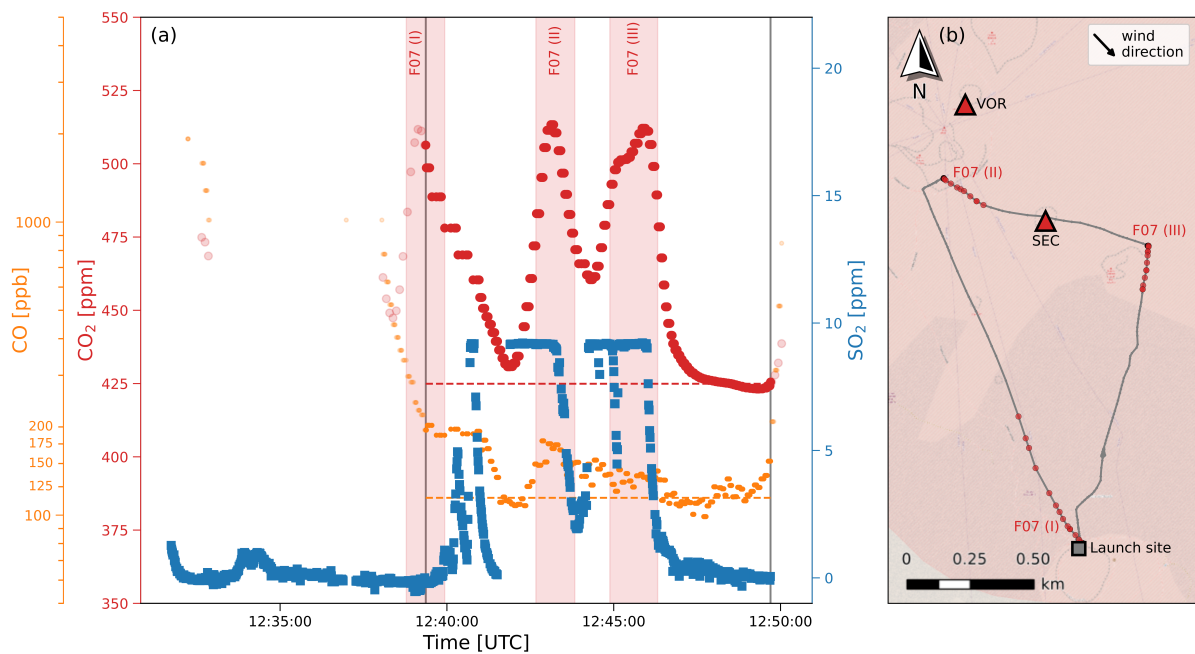 (a)
F07 (I)
F07 (II)
F07 (III)
CO [ppb]
1000
200
175
150
125
100
CO₂ [ppm]
550
525
500
475
450
425
400
375
350
SO₂ [ppm]
20
15
10
5
0
12:35:00
12:40:00
12:45:00
12:50:00
Time [UTC]
(b)
wind
direction
N
VOR
F07 (II)
SEC
F07 (III)
F07 (I)
Launch site
0
0.25
0.50
km